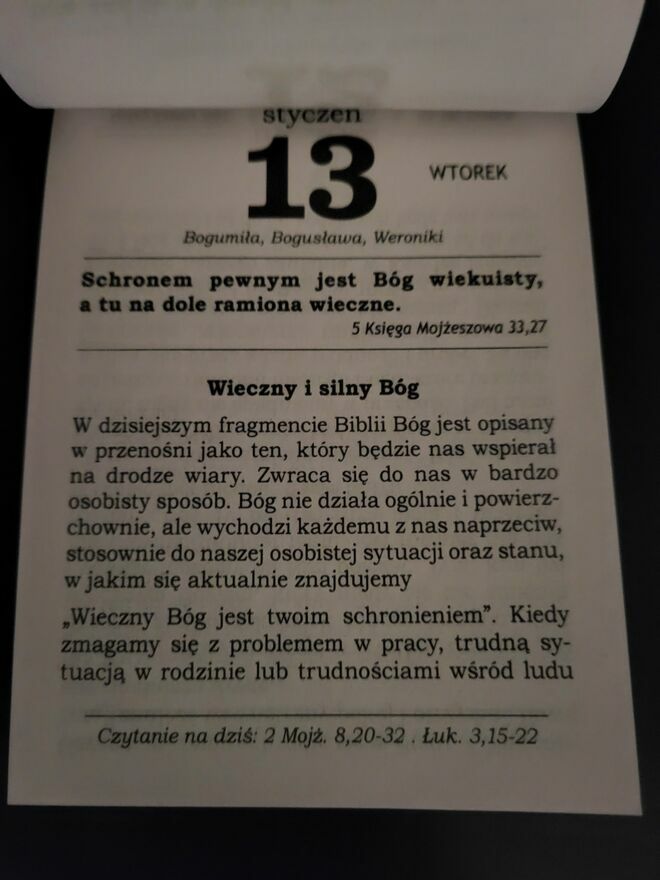 styczen
13
WTOREK
Bogumiła, Bogusława, Weroniki
Schronem pewnym jest Bóg wiekuisty,
a tu na dole ramiona wieczne.
5 Księga Mojżeszowa 33,27
Wieczny i silny Bóg
W dzisiejszym fragmencie Biblii Bóg jest opisany
w przenośni jako ten, który będzie nas wspierał
na drodze wiary. Zwraca się do nas w bardzo
osobisty sposób. Bóg nie działa ogólnie i powierz-
chownie, ale wychodzi każdemu z nas naprzeciw,
stosownie do naszej osobistej sytuacji oraz stanu,
w jakim się aktualnie znajdujemy
„Wieczny Bóg jest twoim schronieniem”. Kiedy
zmagamy się z problemem w pracy, trudną sy-
tuacją w rodzinie lub trudnościami wśród ludu
Czytanie na dziś: 2 Mojż. 8,20-32 . Łuk. 3,15-22